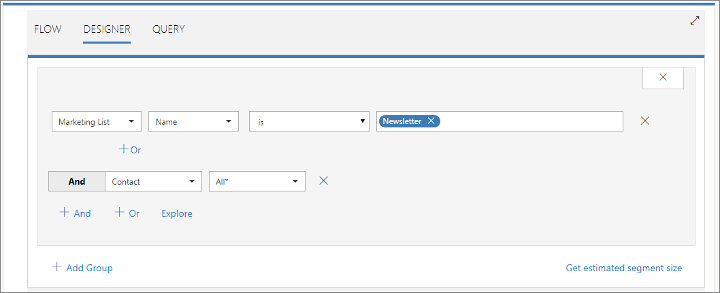 FLOW DESIGNER QUERY
Marketing List Name is Newsletter
Or
And Contact All*
And Or Explore
Add Group Get estimated segment size